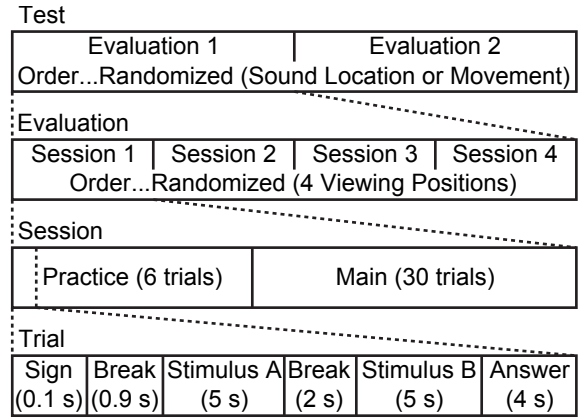 Test
Evaluation 1 Evaluation 2
Order...Randomized (Sound Location or Movement)
Evaluation
Session 1 Session 2 Session 3 Session 4
Order...Randomized (4 Viewing Positions)
Session
Practice (6 trials) Main (30 trials)
Trial
Sign Break Stimulus A Break Stimulus B Answer
(0.1 s) (0.9 s) (5 s) (2 s) (5 s) (4 s)